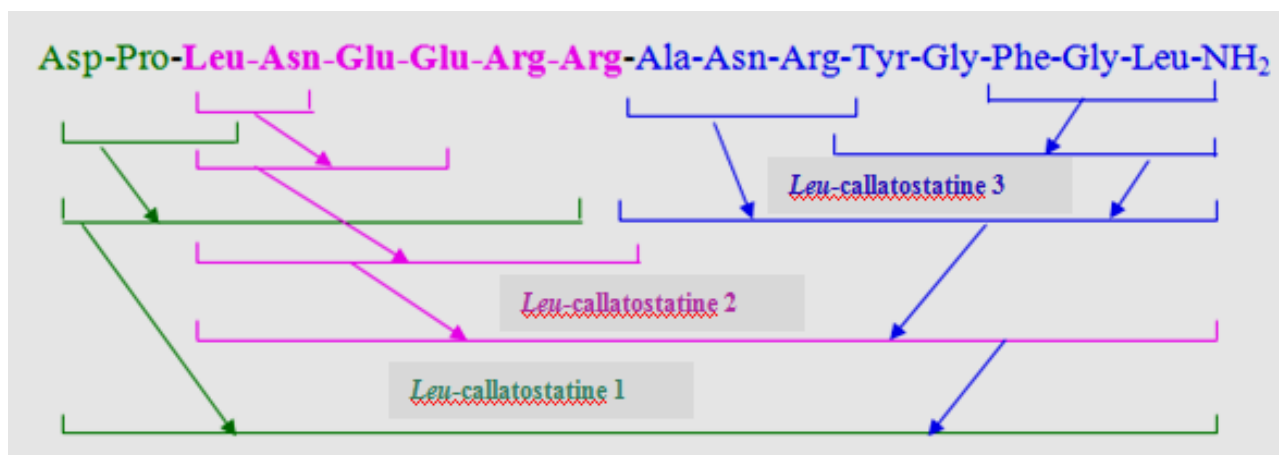 Asp-Pro-Leu-Asn-Glu-Glu-Arg-Arg-Ala-Asn-Arg-Tyr-Gly-Phe-Gly-Leu-NH₂
Leu-callatostatine 3
Leu-callatostatine 2
Leu-callatostatine 1